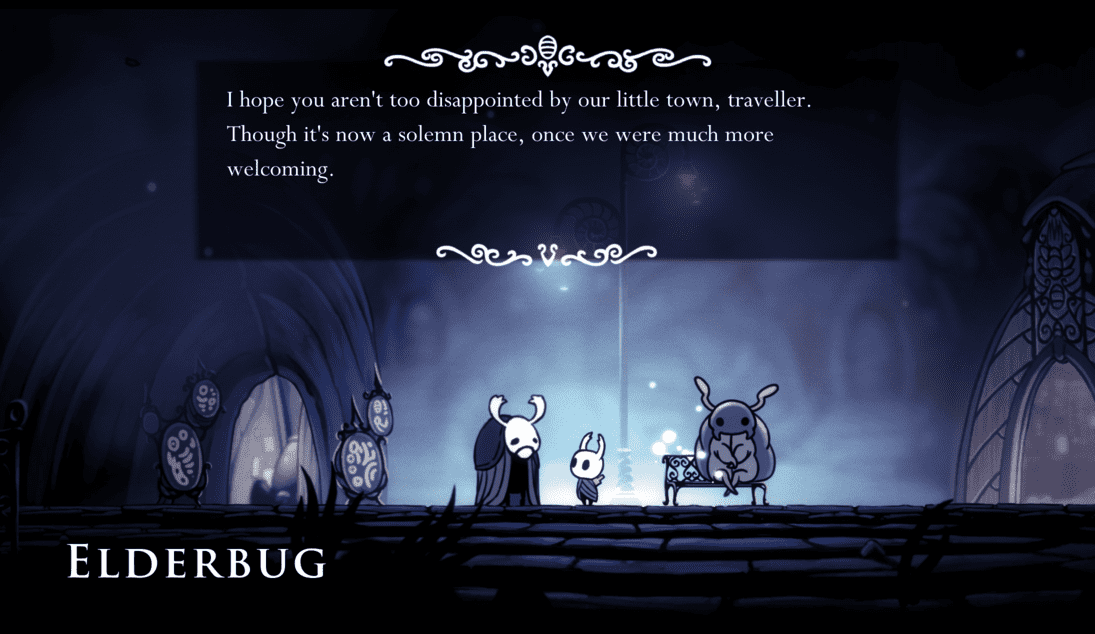 I hope you aren't too disappointed by our little town, traveller.
Though it's now a solemn place, once we were much more
welcoming.
ELDERBUG